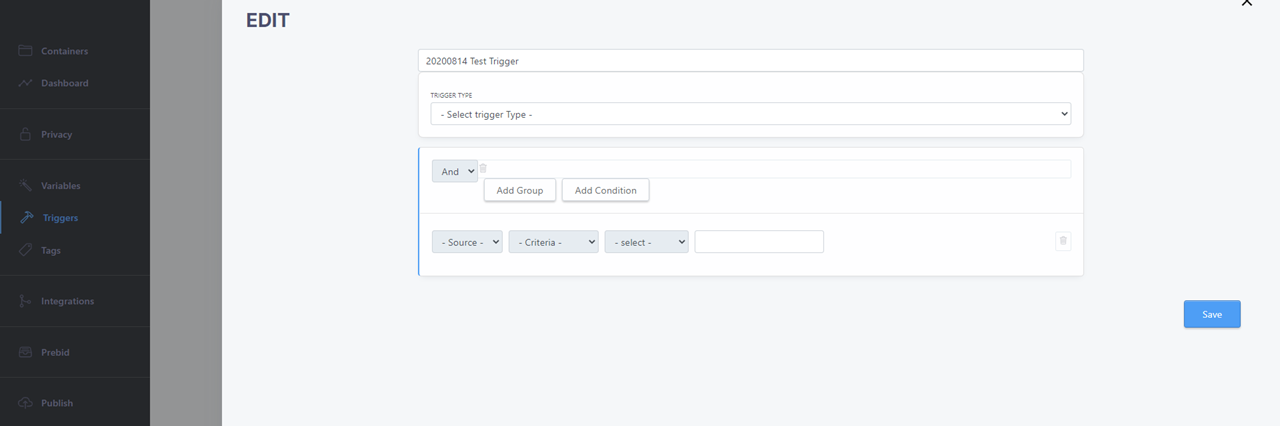 EDIT
Containers
Dashboard
Privacy
Variables
Triggers
Tags
Integrations
Prebid
Publish
20200814 Test Trigger
TRIGGER TYPE
- Select trigger Type -
And
Add Group
Add Condition
- Source -
- Criteria -
- select -
Save